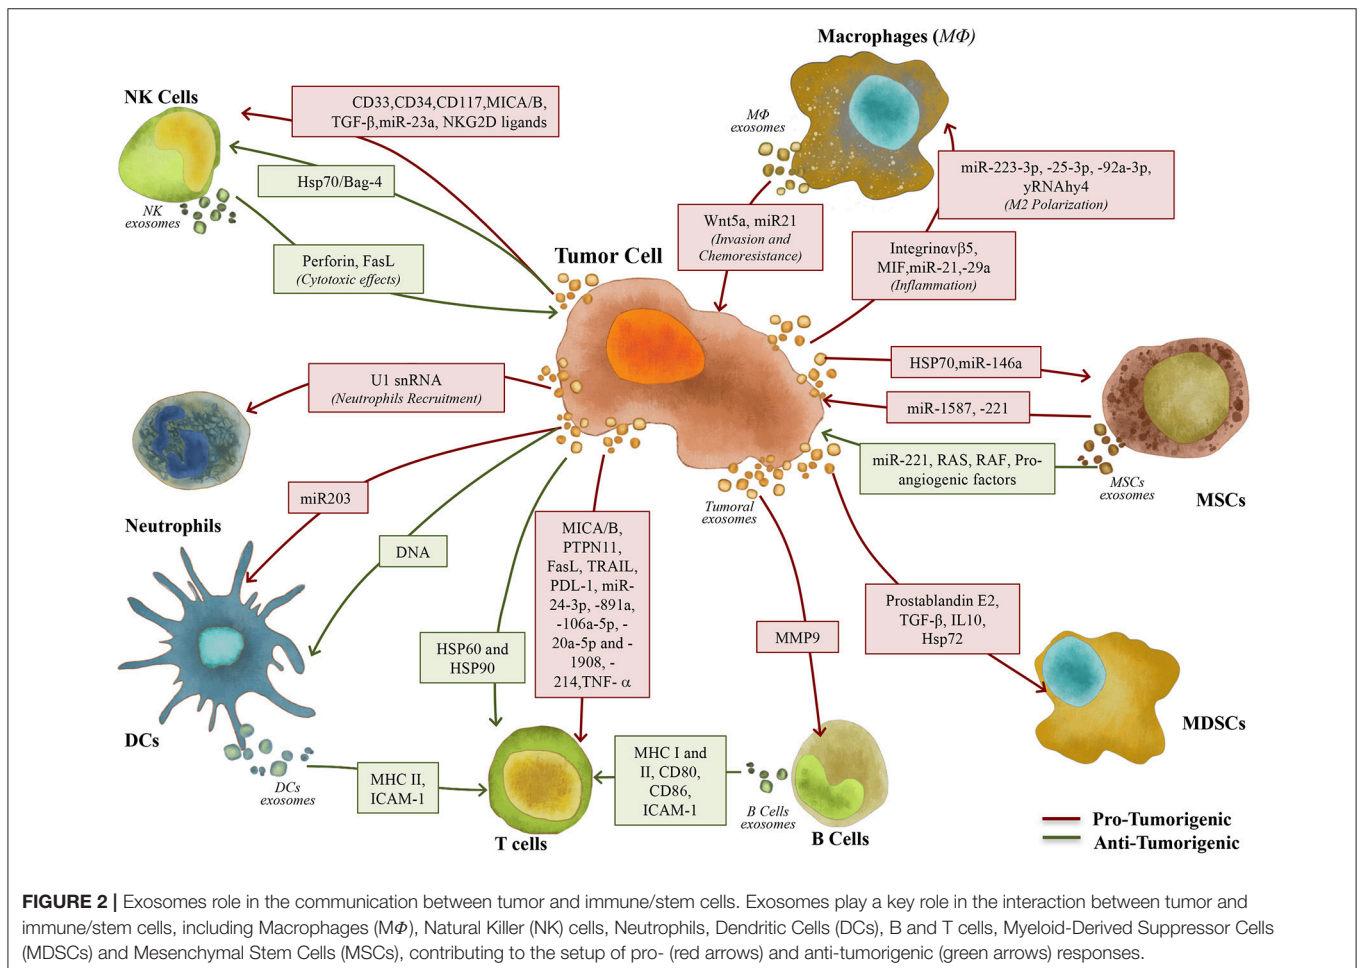 Macrophages (MΦ)
NK Cells
CD33,CD34,CD117,MICA/B,
TGF-β,miR-23a, NKG2D ligands
MΦ
exosomes
Hsp70/Bag-4
miR-223-3p, -25-3p, -92a-3p,
yRNAhy4
(M2 Polarization)
NK
exosomes
Wnt5a, miR21
(Invasion and
Chemoresistance)
Perforin, FasL
(Cytotoxic effects)
Tumor Cell
Integrinαvβ5,
MIF,miR-21,-29a
(Inflammation)
HSP70,miR-146a
U1 snRNA
(Neutrophils Recruitment)
miR-1587, -221
miR-221, RAS, RAF, Pro-
angiogenic factors
MSCs
exosomes
MSCs
miR203
Tumoral
exosomes
Neutrophils
DNA
MICA/B,
PTPN11,
FasL, TRAIL,
PDL-1, miR-
24-3p, -891a,
-106a-5p, -
20a-5p and -
1908, -
214,TNF- α
Prostablandin E2,
TGF-β, IL10,
Hsp72
HSP60 and
HSP90
MMP9
MDSCs
DCs
MHC II,
ICAM-1
DCs
exosomes
MHC I and
II, CD80,
CD86,
ICAM-1
B Cells
exosomes
T cells
B Cells
Pro-Tumorigenic
Anti-Tumorigenic
FIGURE 2 | Exosomes role in the communication between tumor and immune/stem cells. Exosomes play a key role in the interaction between tumor and
immune/stem cells, including Macrophages (MΦ), Natural Killer (NK) cells, Neutrophils, Dendritic Cells (DCs), B and T cells, Myeloid-Derived Suppressor Cells
(MDSCs) and Mesenchymal Stem Cells (MSCs), contributing to the setup of pro- (red arrows) and anti-tumorigenic (green arrows) responses.